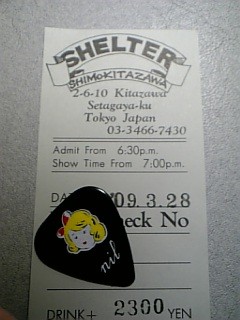 SHELTER
SHIMOKITAZAWA
2-6-10 Kitazawa
Setagaya-ku
Tokyo Japan
03-3466-7430
Admit From 6:30p.m.
Show Time From 7:00p.m.
'09.3.28
No
nil
DRINK+ 2300 YEN